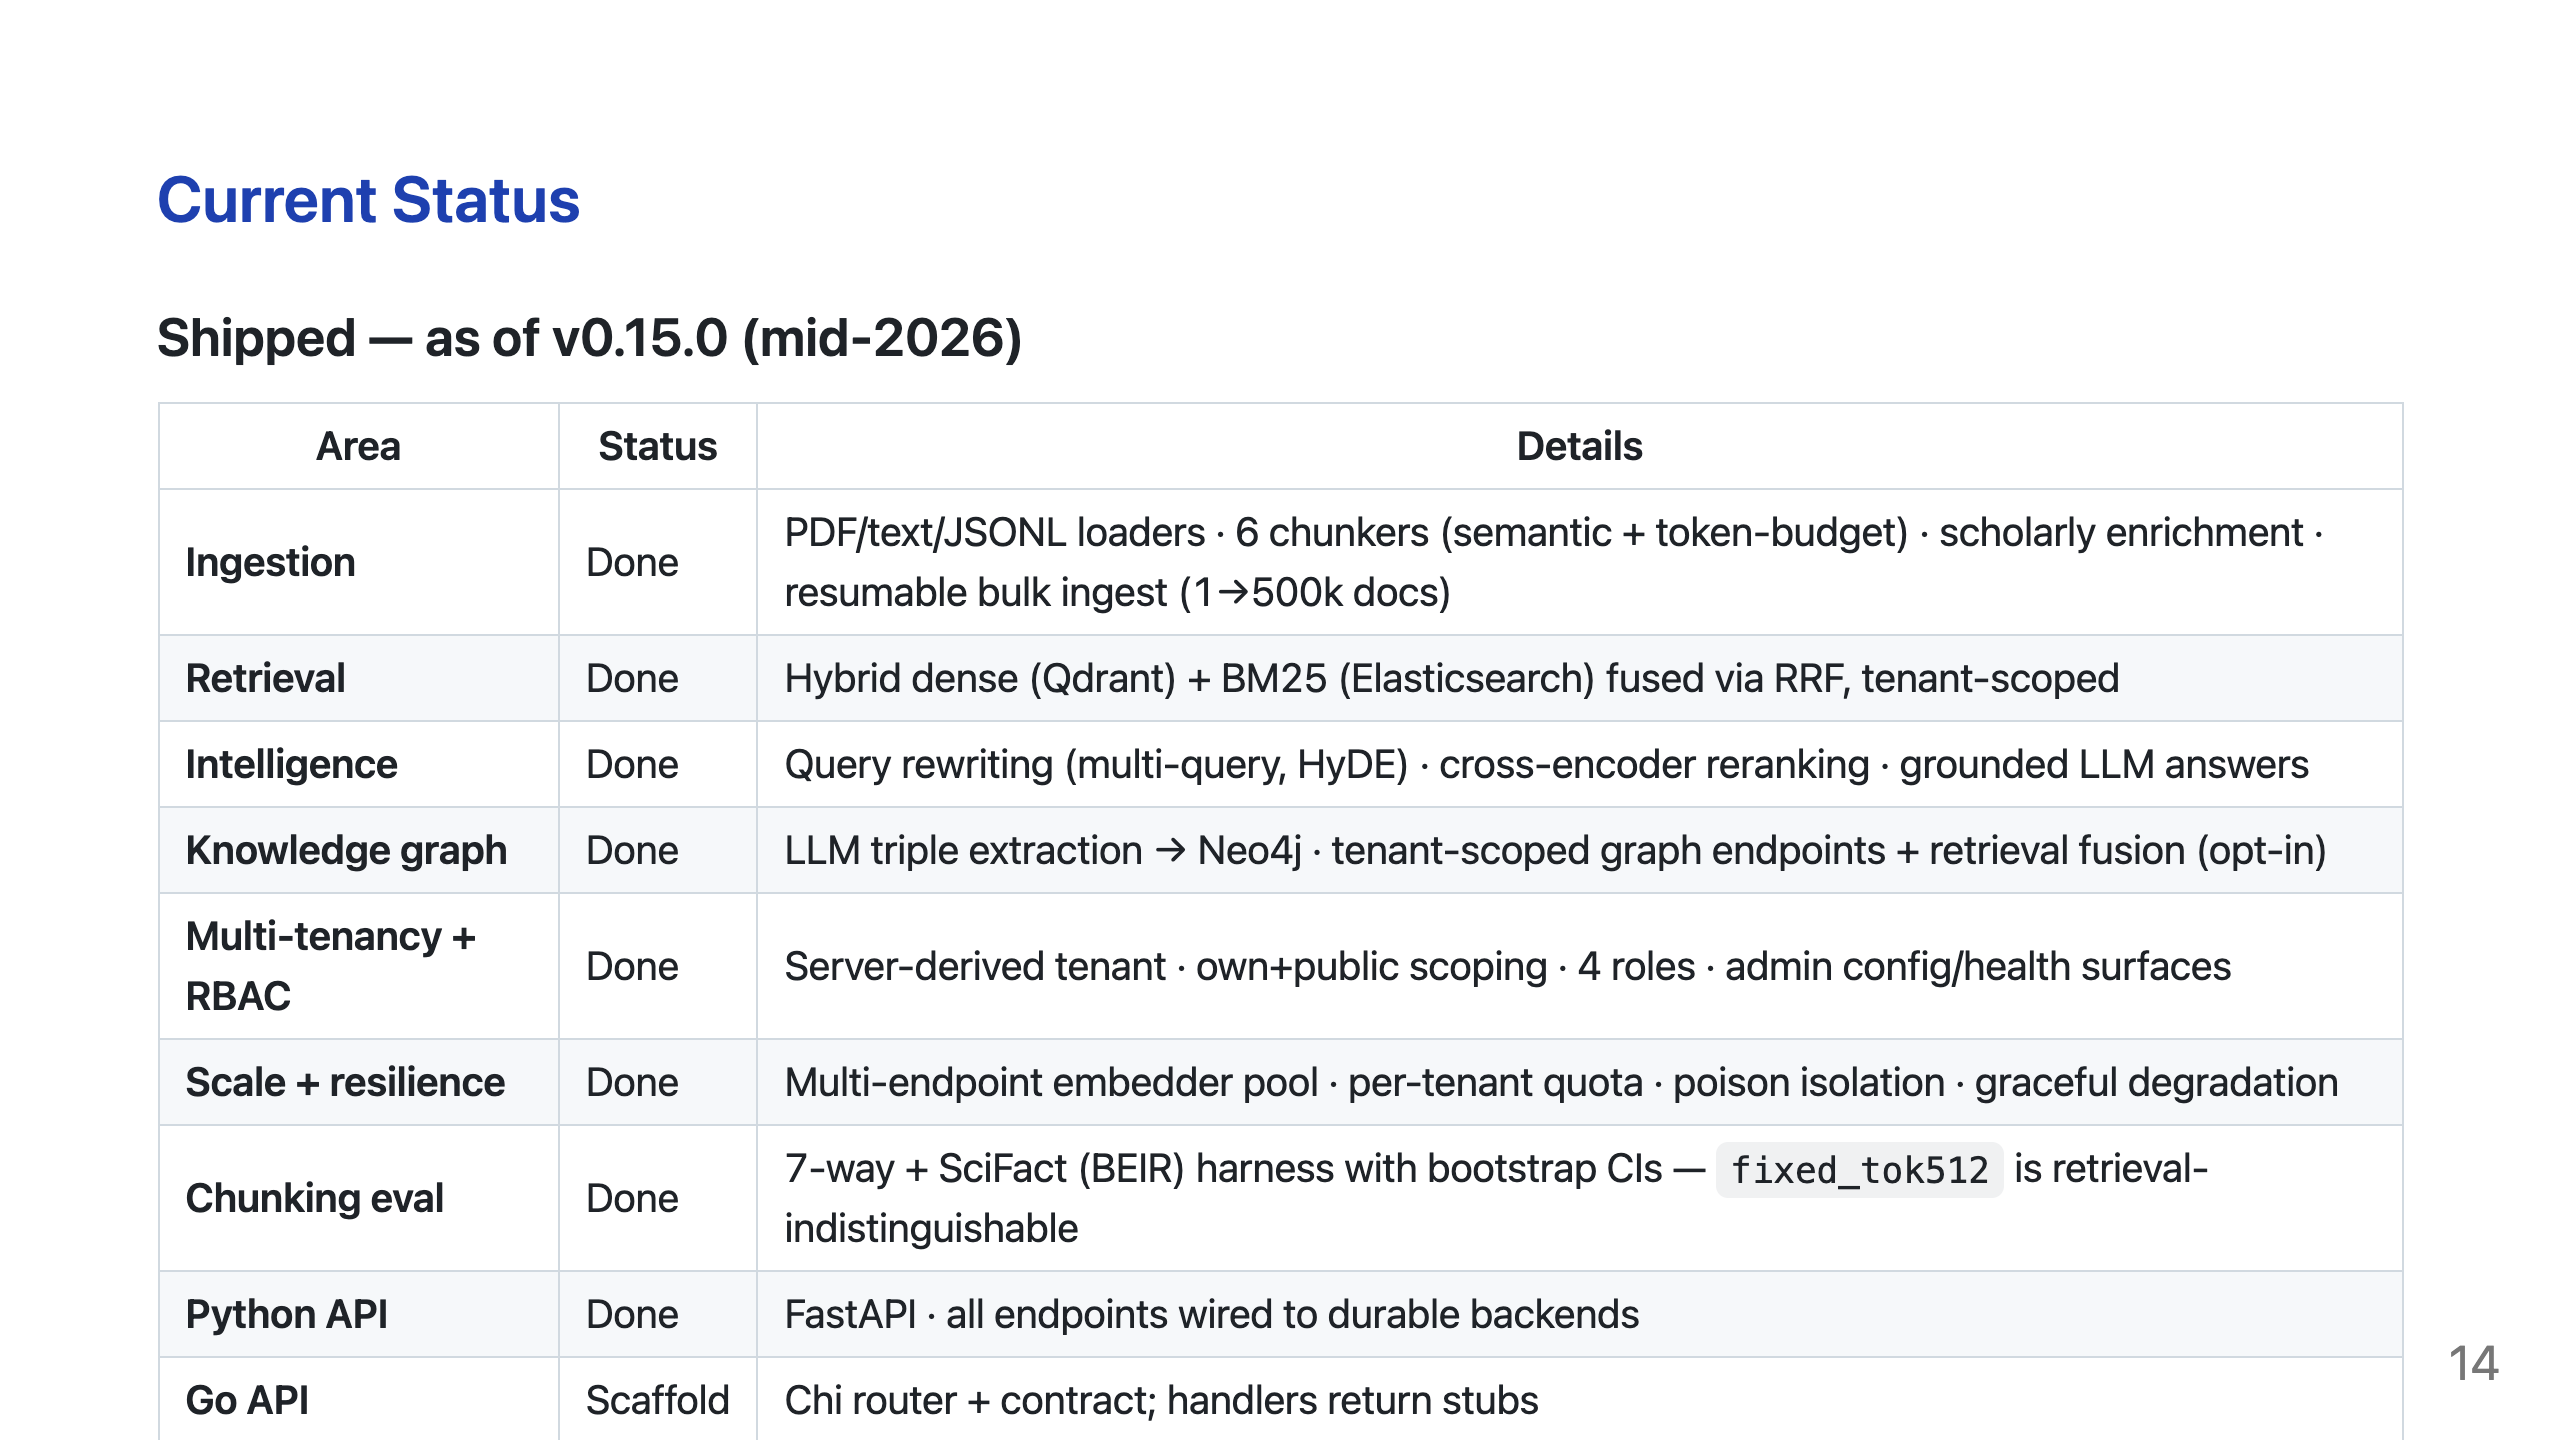 Current Status
Shipped — as of v0.15.0 (mid-2026)
Area Status Details
Ingestion Done PDF/text/JSONL loaders · 6 chunkers (semantic + token-budget) · scholarly enrichment ·
resumable bulk ingest (1→500k docs)
Retrieval Done Hybrid dense (Qdrant) + BM25 (Elasticsearch) fused via RRF, tenant-scoped
Intelligence Done Query rewriting (multi-query, HyDE) · cross-encoder reranking · grounded LLM answers
Knowledge graph Done LLM triple extraction → Neo4j · tenant-scoped graph endpoints + retrieval fusion (opt-in)
Multi-tenancy +
RBAC Done Server-derived tenant · own+public scoping · 4 roles · admin config/health surfaces
Scale + resilience Done Multi-endpoint embedder pool · per-tenant quota · poison isolation · graceful degradation
Chunking eval Done 7-way + SciFact (BEIR) harness with bootstrap CIs — fixed_tok512 is retrieval-
indistinguishable
Python API Done FastAPI · all endpoints wired to durable backends
Go API Scaffold Chi router + contract; handlers return stubs
14